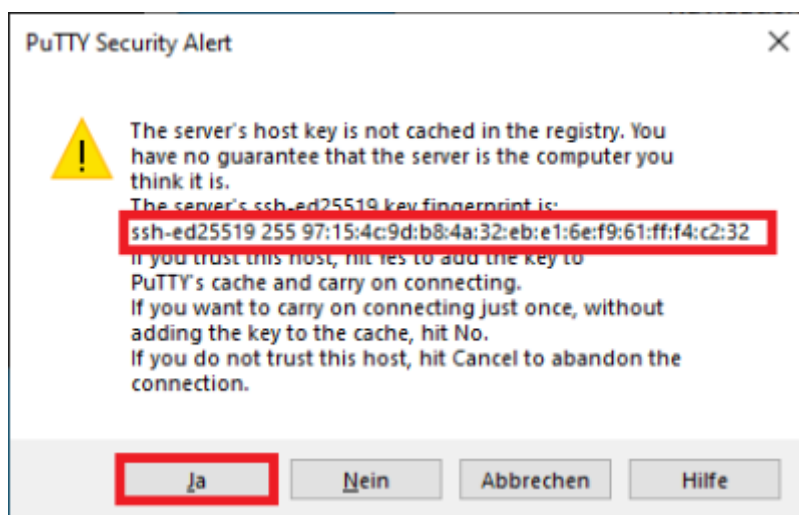 PuTTY Security Alert
The server's host key is not cached in the registry. You
have no guarantee that the server is the computer you
think it is.
The server's ssh-ed25519 key fingerprint is:
ssh-ed25519 255 97:15:4c:9d:b8:4a:32:eb:e1:6e:f9:61:ff:f4:c2:32
If you trust this host, hit Yes to add the key to
PuTTY's cache and carry on connecting.
If you want to carry on connecting just once, without
adding the key to the cache, hit No.
If you do not trust this host, hit Cancel to abandon the
connection.
Ja
Nein
Abbrechen
Hilfe